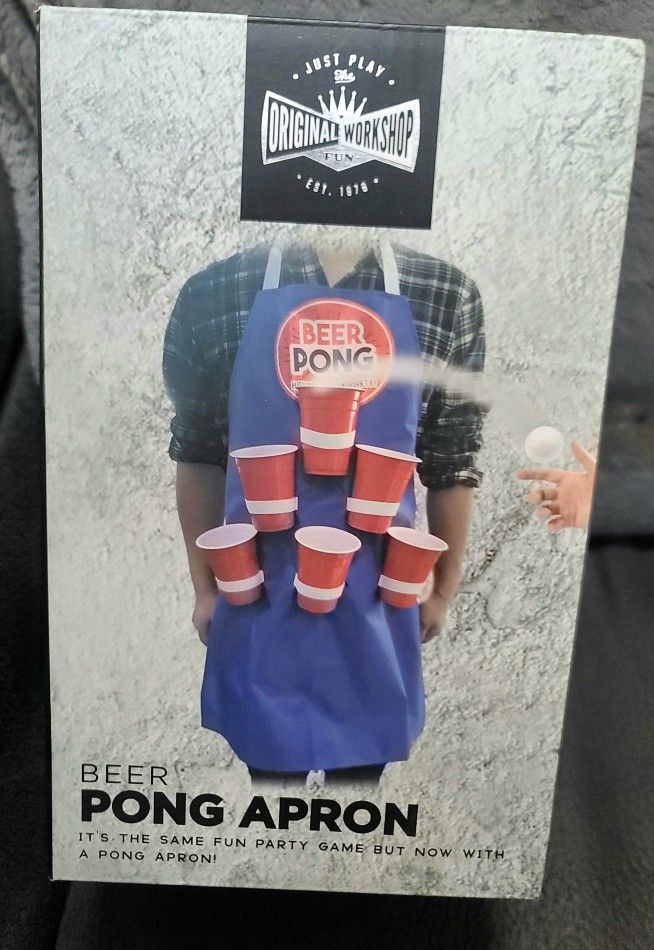 • JUST PLAY •
The
ORIGINAL WORKSHOP
FUN
• EST. 1976 •
BEER
PONG
BEER
PONG APRON
IT'S THE SAME FUN PARTY GAME BUT NOW WITH
A PONG APRON!